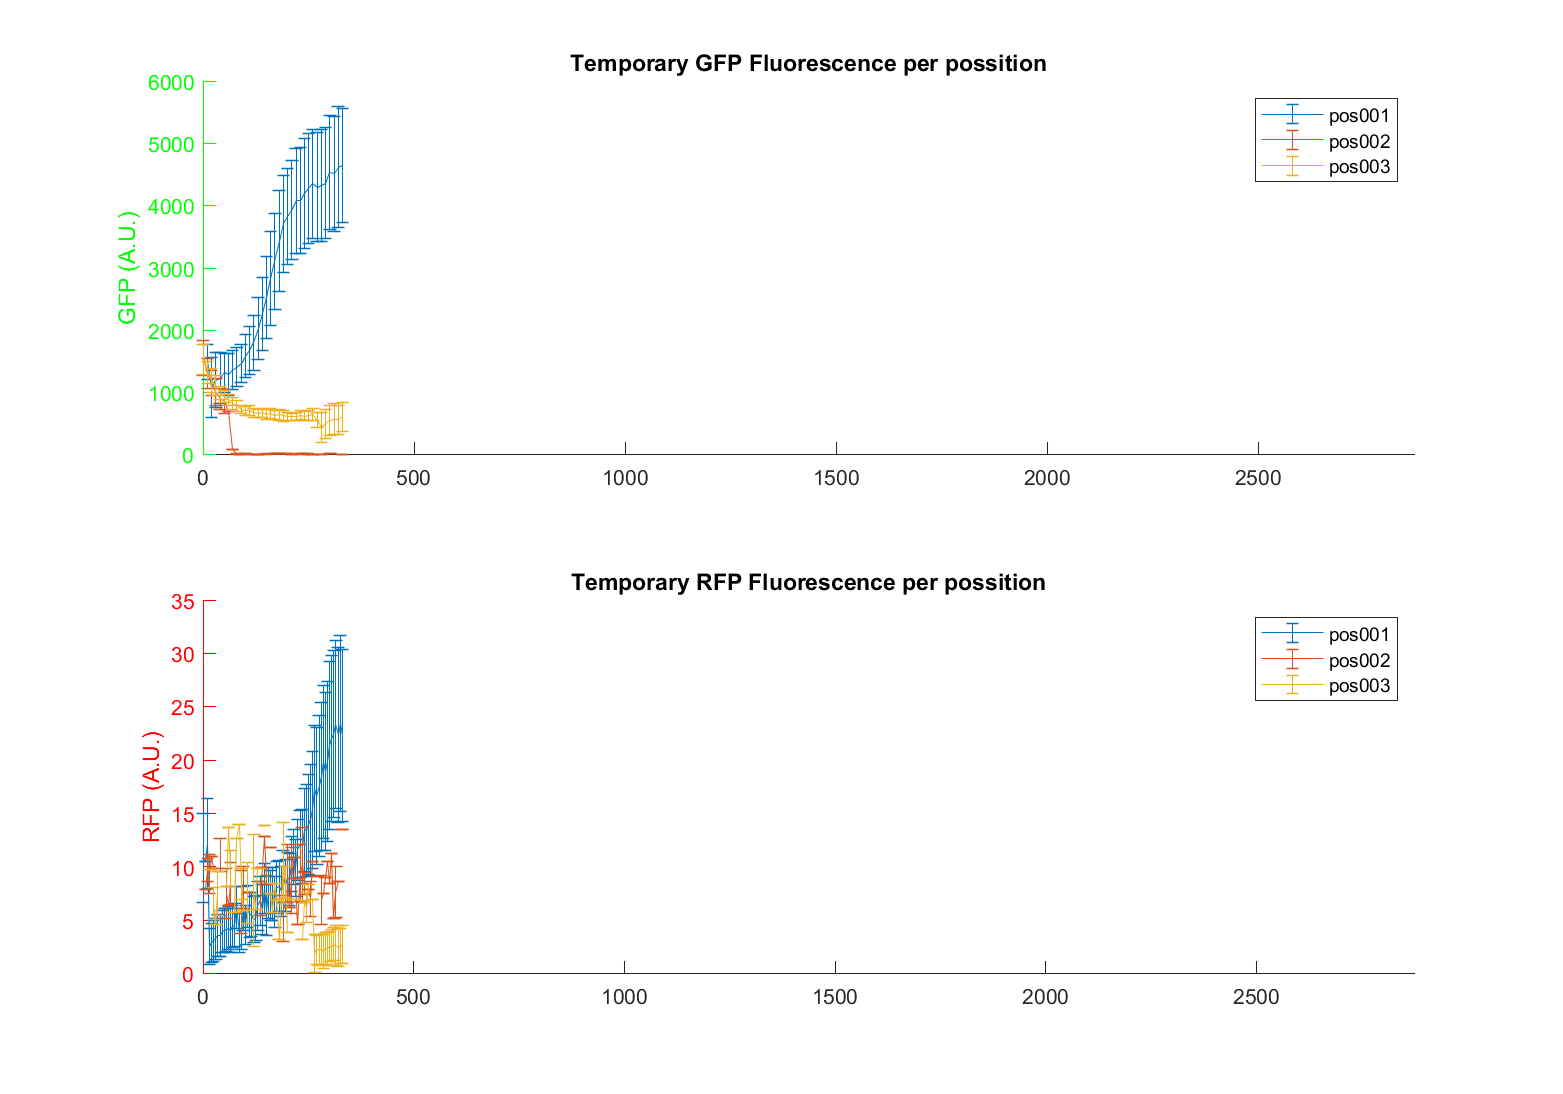 Temporary GFP Fluorescence per possition
6000
5000
4000
3000
2000
1000
0
GFP (A.U.)
0 500 1000 1500 2000 2500
pos001
pos002
pos003
Temporary RFP Fluorescence per possition
35
30
25
20
15
10
5
0
RFP (A.U.)
0 500 1000 1500 2000 2500
pos001
pos002
pos003